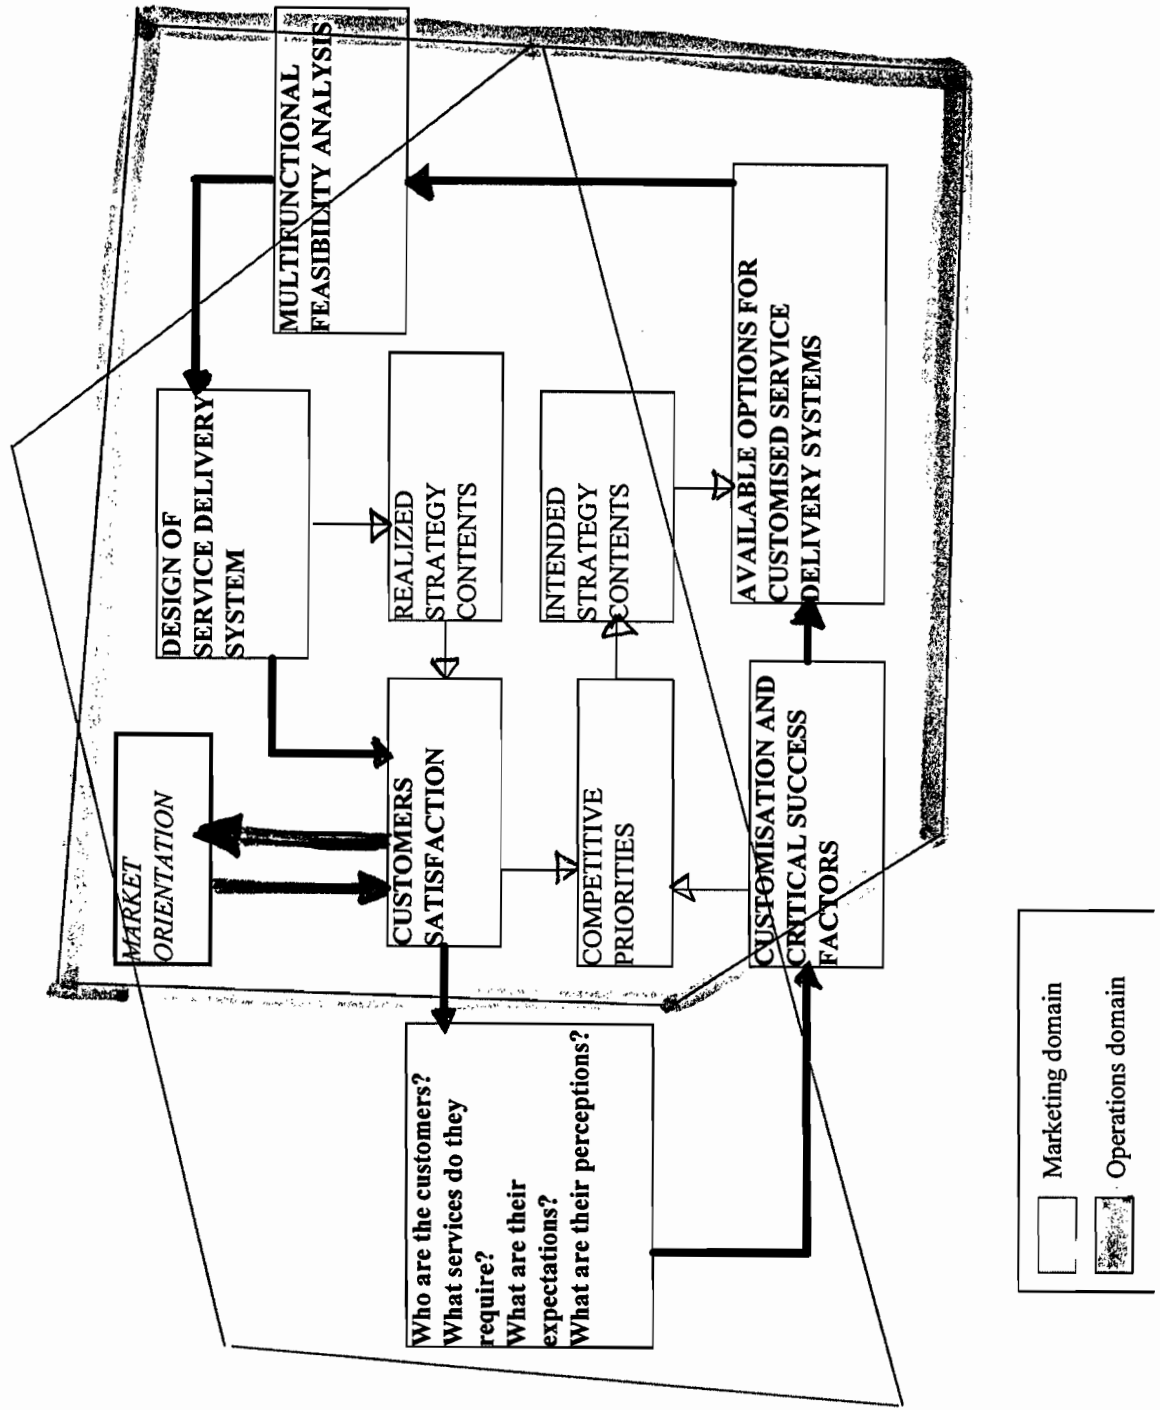 MARKET
ORIENTATION
DESIGN OF
SERVICE DELIVERY
SYSTEM
MULTIFUNCTIONAL
FEASIBILITY ANALYSIS
Who are the customers?
What services do they
require?
What are their
expectations?
What are their perceptions?
CUSTOMERS
SATISFACTION
REALIZED
STRATEGY
CONTENTS
COMPETITIVE
PRIORITIES
INTENDED
STRATEGY
CONTENTS
CUSTOMISATION AND
CRITICAL SUCCESS
FACTORS
AVAILABLE OPTIONS FOR
CUSTOMISED SERVICE
DELIVERY SYSTEMS
Marketing domain
Operations domain